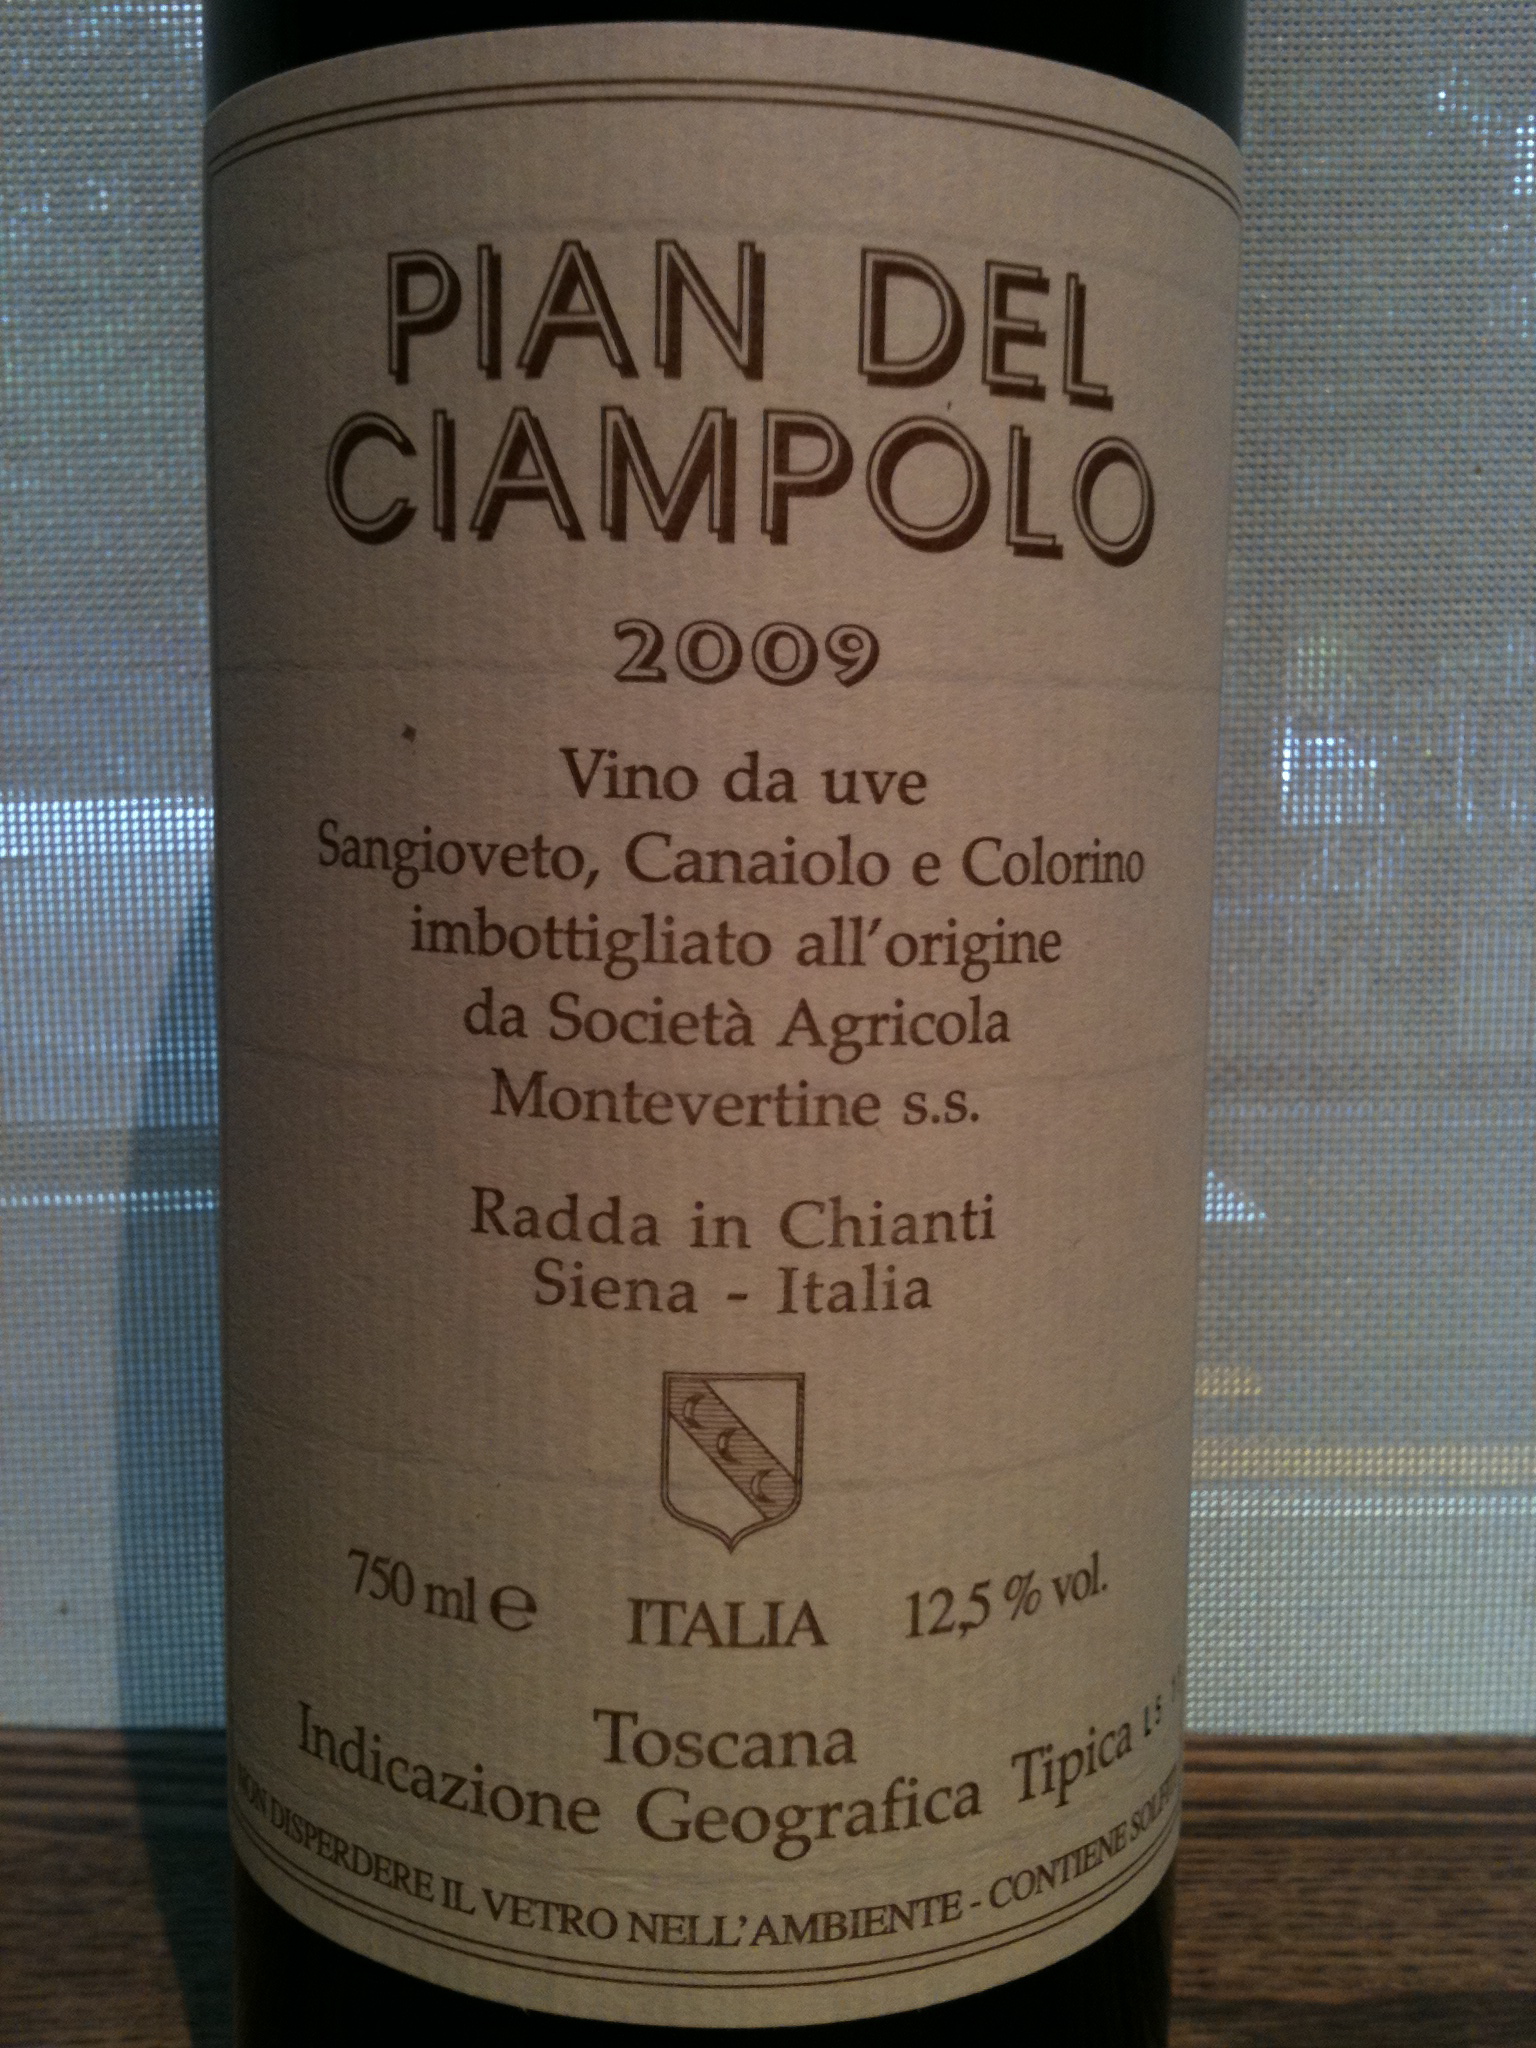 PIAN DEL
CIAMPOLO
2009
Vino da uve
Sangioveto, Canaiolo e Colorino
imbottigliato all'origine
da Società Agricola
Montevertine s.s.
Radda in Chianti
Siena - Italia
750 ml e ITALIA 12,5 % vol.
Toscana
Indicazione Geografica Tipica
NON DISPERDERE IL VETRO NELL'AMBIENTE - CONTIENE